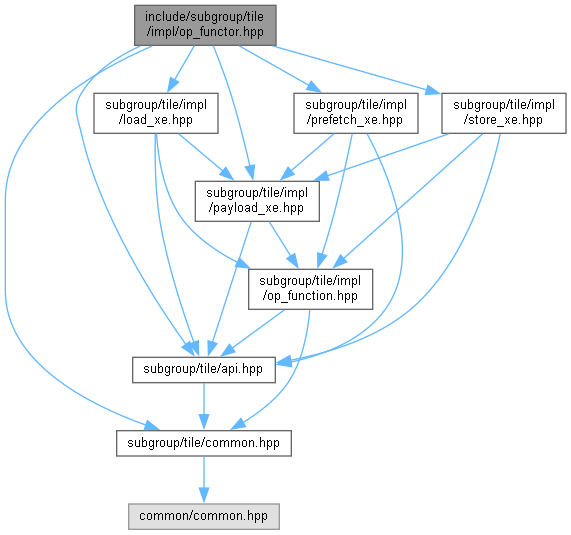 include/subgroup/tile
/impl/op_functor.hpp
subgroup/tile/impl
/load_xe.hpp
subgroup/tile/impl
/prefetch_xe.hpp
subgroup/tile/impl
/store_xe.hpp
subgroup/tile/impl
/payload_xe.hpp
subgroup/tile/impl
/op_function.hpp
subgroup/tile/api.hpp
subgroup/tile/common.hpp
common/common.hpp